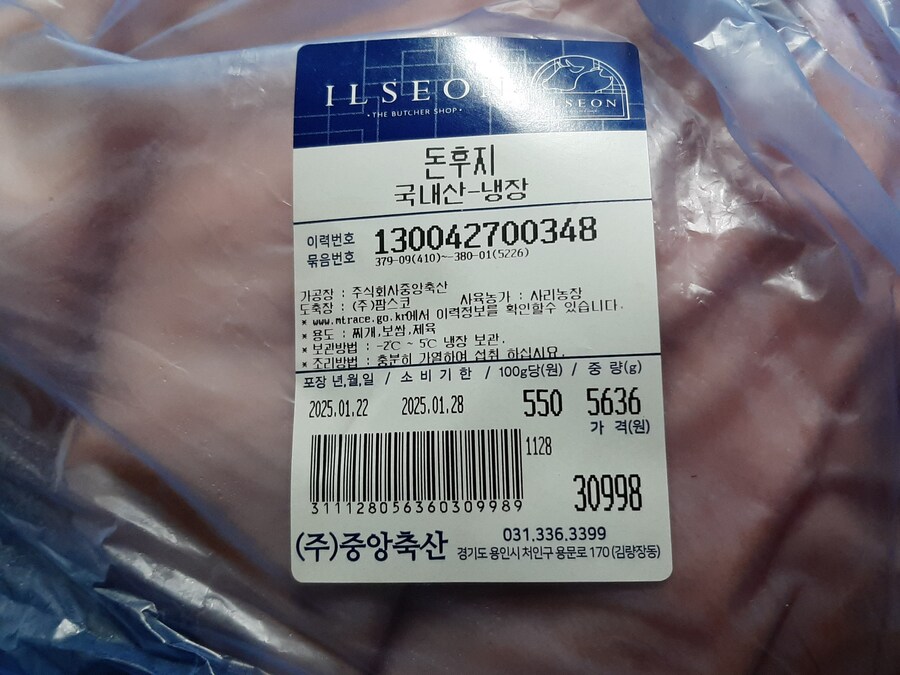 ILSEON
• THE BUTCHER SHOP •
ILSEON
돈후지
국내산-냉장
이력번호 130042700348
묶음번호 379-09(410)~-380-01(5226)
가공장 : 주식회사중앙축산
도축장 : (주)팜스코 사육농가 : 사리농장
* www.mtrace.go.kr에서 이력정보를 확인할수 있습니다.
* 용도 : 찌개,보쌈,제육
* 보관방법 : -2℃ ~ 5℃ 냉장 보관.
* 조리방법 : 충분히 가열하여 섭취 하십시요.
포장 년,월,일 / 소 비 기 한 / 100g당(원) / 중 량(g)
2025.01.22 2025.01.28 550 5636
가 격(원)
1128
30998
311128056360309989
(주)중앙축산 031.336.3399
경기도 용인시 처인구 용문로 170 (김량장동)